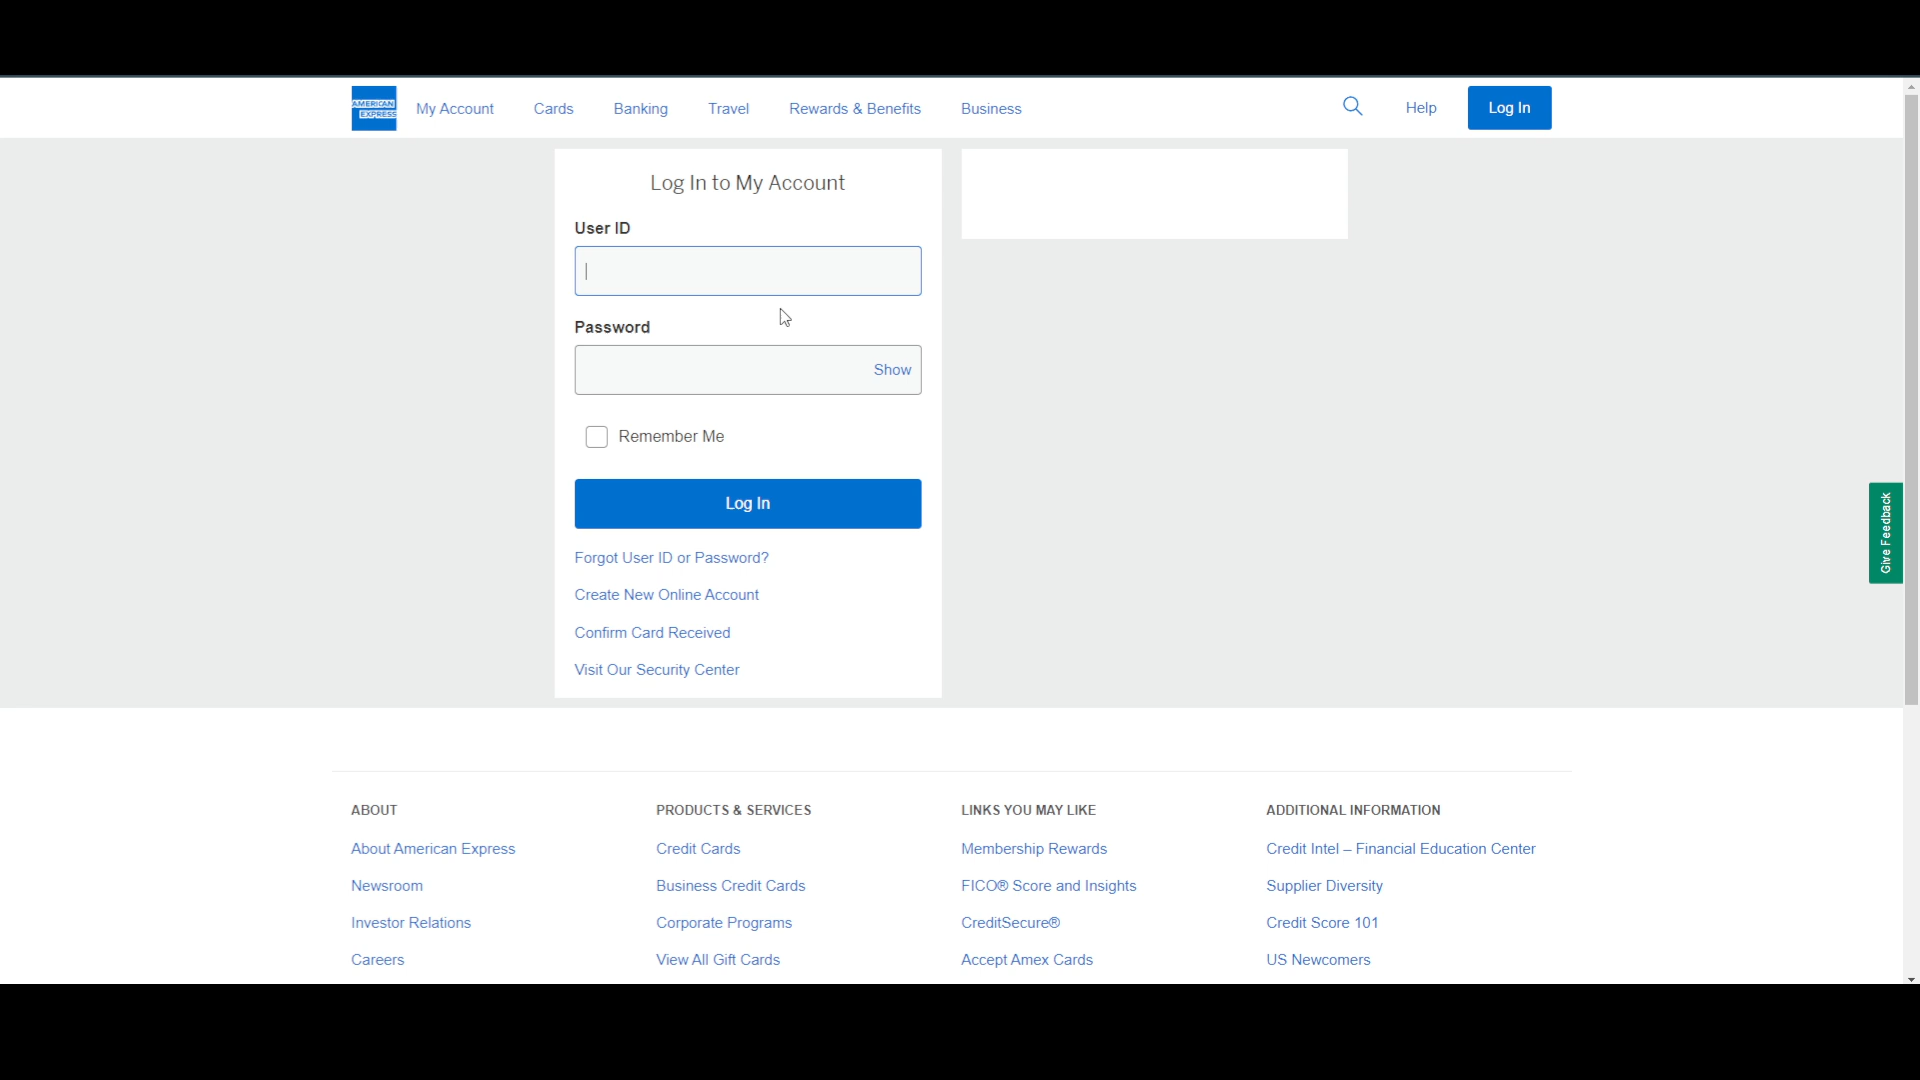 AMERICAN
EXPRESS
My Account
Cards
Banking
Travel
Rewards & Benefits
Business
Help
Log In
Log In to My Account
User ID
Password
Show
Remember Me
Log In
Forgot User ID or Password?
Create New Online Account
Confirm Card Received
Visit Our Security Center
Give Feedback
ABOUT
About American Express
Newsroom
Investor Relations
Careers
PRODUCTS & SERVICES
Credit Cards
Business Credit Cards
Corporate Programs
View All Gift Cards
LINKS YOU MAY LIKE
Membership Rewards
FICO® Score and Insights
CreditSecure®
Accept Amex Cards
ADDITIONAL INFORMATION
Credit Intel – Financial Education Center
Supplier Diversity
Credit Score 101
US Newcomers